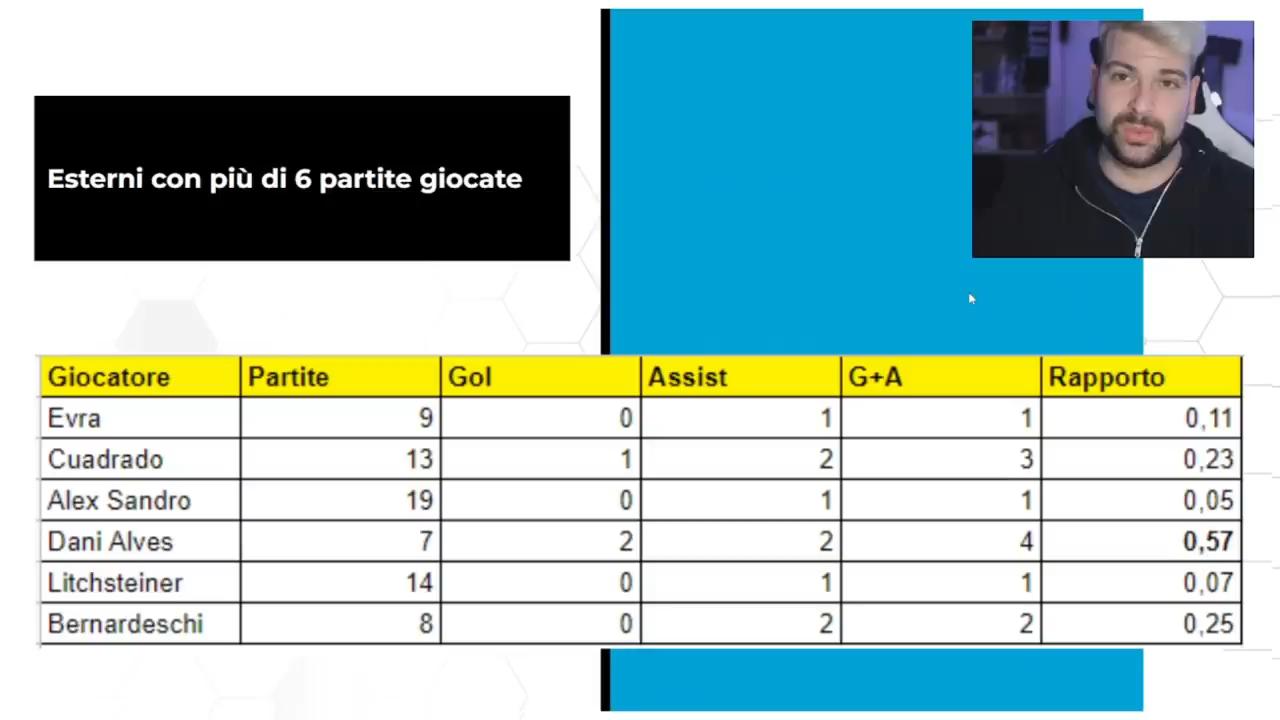 Esterni con più di 6 partite giocate
Giocatore Partite Gol Assist G+A Rapporto
Evra 9 0 1 1 0,11
Cuadrado 13 1 2 3 0,23
Alex Sandro 19 0 1 1 0,05
Dani Alves 7 2 2 4 0,57
Litchsteiner 14 0 1 1 0,07
Bernardeschi 8 0 2 2 0,25